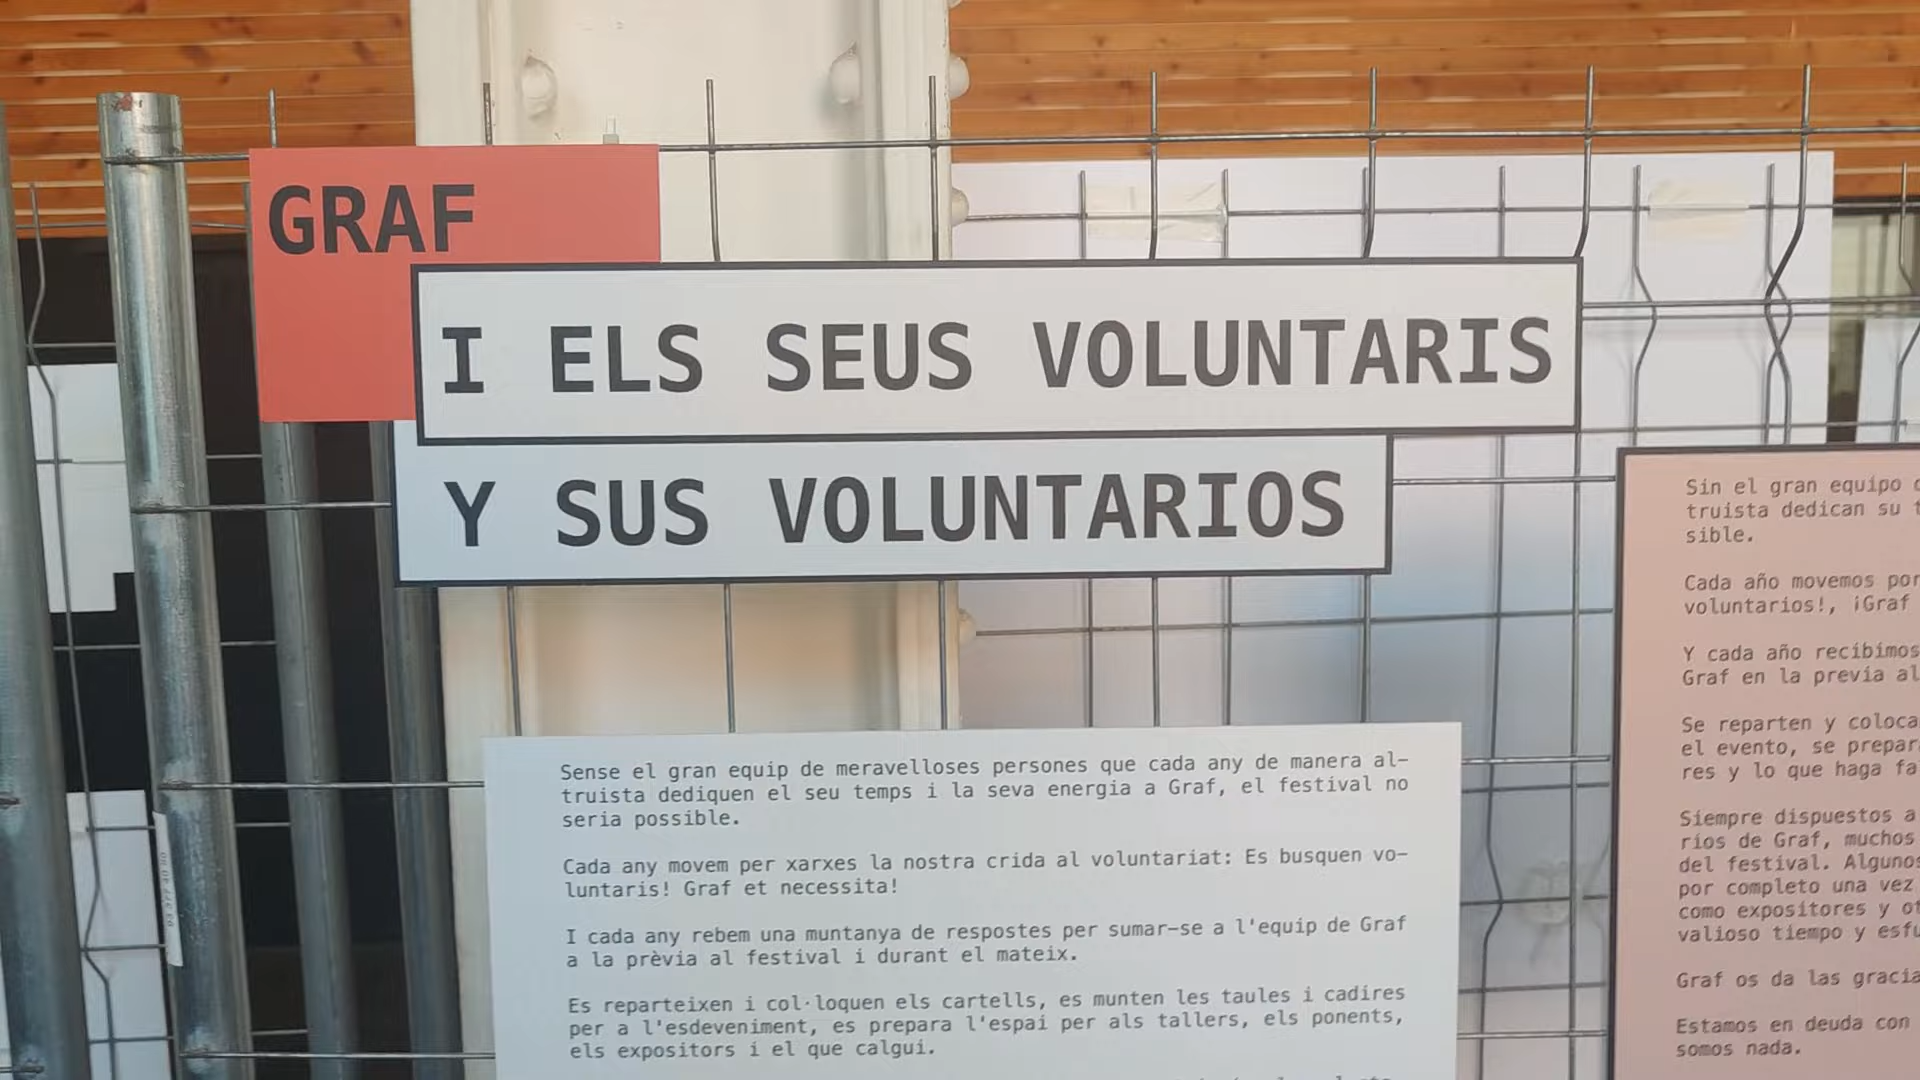 GRAF
I ELS SEUS VOLUNTARIS
Y SUS VOLUNTARIOS
Sense el gran equip de meravelloses persones que cada any de manera al-
truista dediquen el seu temps i la seva energia a Graf, el festival no
seria possible.
Cada any movem per xarxes la nostra crida al voluntariat: Es busquen vo-
luntaris! Graf et necessita!
I cada any rebem una muntanya de respostes per sumar-se a l'equip de Graf
a la prèvia al festival i durant el mateix.
Es reparteixen i col·loquen els cartells, es munten les taules i cadires
per a l'esdeveniment, es prepara l'espai per als tallers, els ponents,
els expositors i el que calgui.
Sin el gran equipo
truista dedican su
sible.
Cada año movemos por
voluntarios!, ¡Graf
Y cada año recibimos
Graf en la previa al
Se reparten y coloca
el evento, se prepar
res y lo que haga fa
Siempre dispuestos a
rios de Graf, muchos
del festival. Algunos
por completo una vez
como expositores y
valioso tiempo y esfu
Graf os da las gracia
Estamos en deuda con
somos nada.